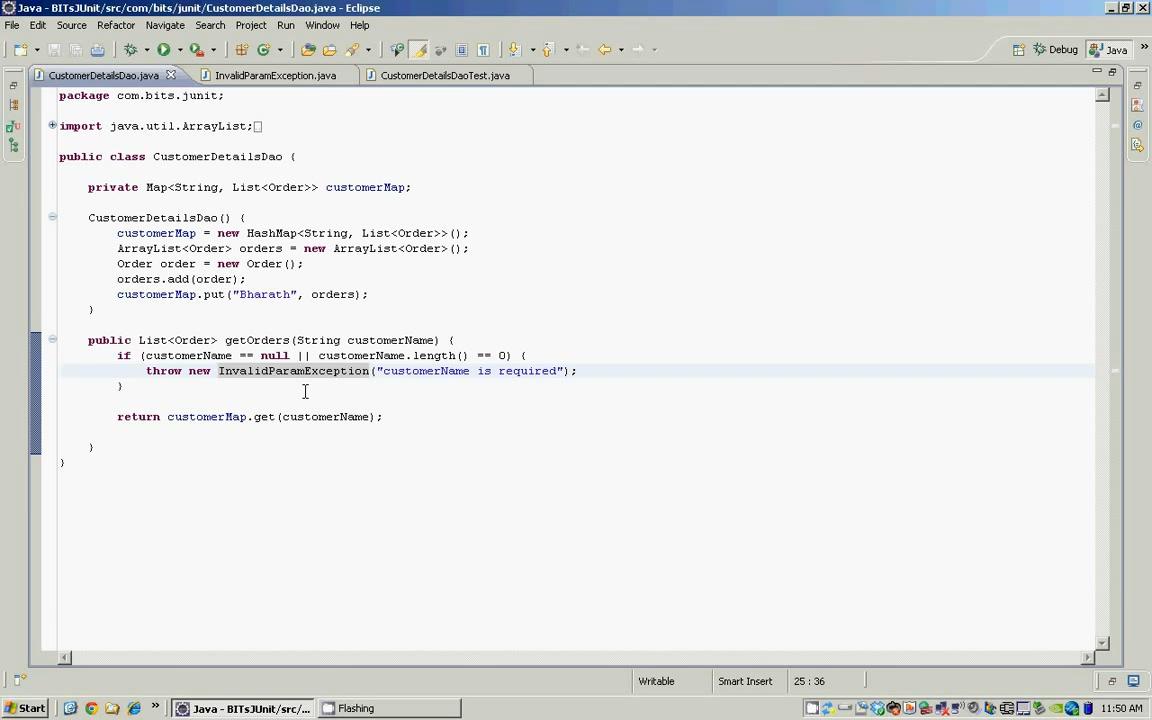 Java - BITsJUnit/src/com/bits/junit/CustomerDetailsDao.java - Eclipse
File Edit Source Refactor Navigate Search Project Run Window Help
Debug Java
CustomerDetailsDao.java InvalidParamException.java CustomerDetailsDaoTest.java
package com.bits.junit;
import java.util.ArrayList;
public class CustomerDetailsDao {
private Map<String, List<Order>> customerMap;
CustomerDetailsDao() {
customerMap = new HashMap<String, List<Order>>();
ArrayList<Order> orders = new ArrayList<Order>();
Order order = new Order();
orders.add(order);
customerMap.put("Bharath", orders);
}
public List<Order> getOrders(String customerName) {
if (customerName == null || customerName.length() == 0) {
throw new InvalidParamException("customerName is required");
}
return customerMap.get(customerName);
}
}
Writable Smart Insert 25 : 36
Start Java - BITsJUnit/src/... Flashing 11:50 AM